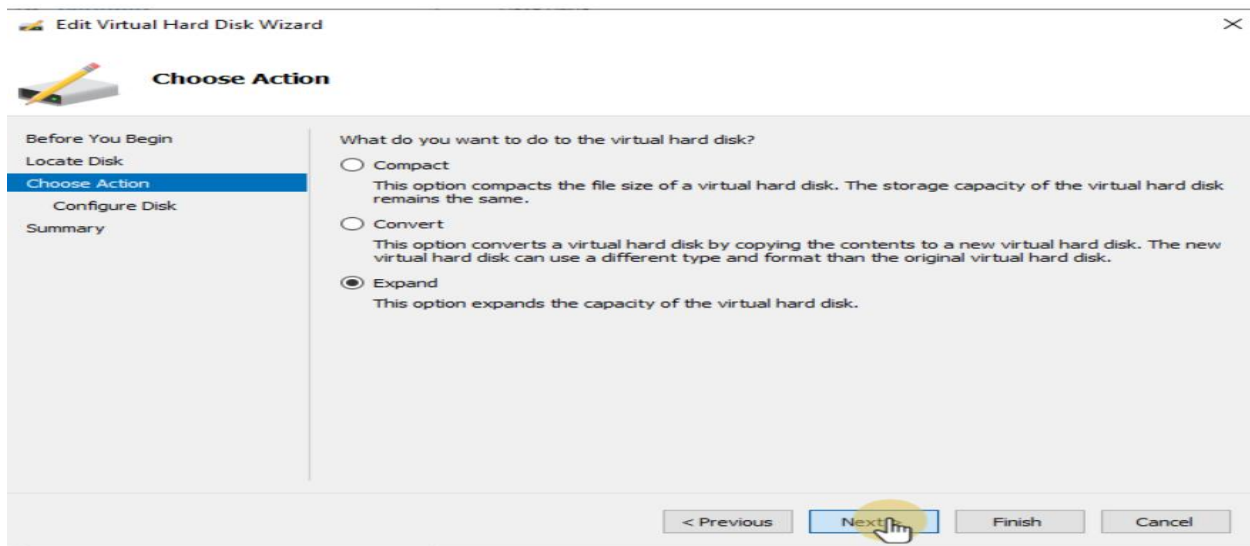 Edit Virtual Hard Disk Wizard
Choose Action
Before You Begin
Locate Disk
Choose Action
Configure Disk
Summary
What do you want to do to the virtual hard disk?
Compact
This option compacts the file size of a virtual hard disk. The storage capacity of the virtual hard disk
remains the same.
Convert
This option converts a virtual hard disk by copying the contents to a new virtual hard disk. The new
virtual hard disk can use a different type and format than the original virtual hard disk.
Expand
This option expands the capacity of the virtual hard disk.
< Previous
Next >
Finish
Cancel